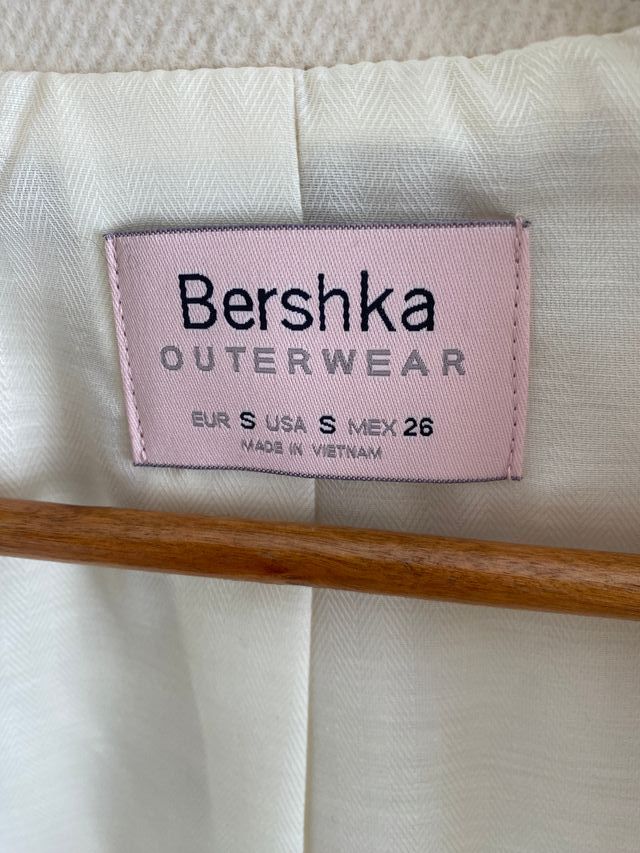 Bershka
OUTERWEAR
EUR S USA S MEX 26
MADE IN VIETNAM